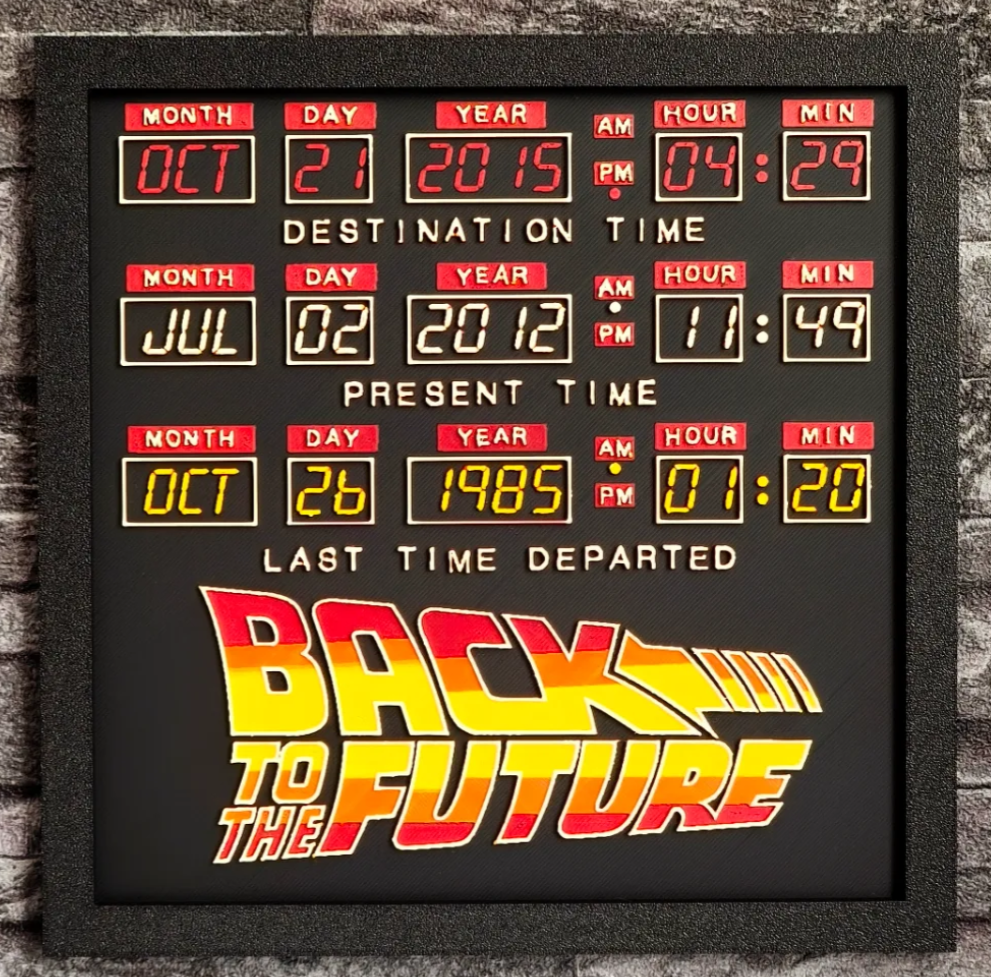 MONTH DAY YEAR AM HOUR MIN
OCT 21 2015 PM 04:29
DESTINATION TIME
MONTH DAY YEAR AM HOUR MIN
JUL 02 2012 PM 11:49
PRESENT TIME
MONTH DAY YEAR AM HOUR MIN
OCT 26 1985 PM 01:20
LAST TIME DEPARTED
BACK
TO THE FUTURE